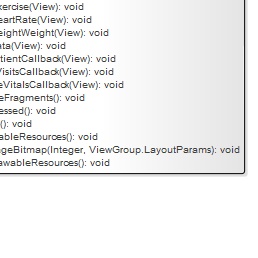 xercise(View): void
eartRate(View): void
eightWeight(View): void
ata(View): void
tientCallback(View): void
VisitsCallback(View): void
eVitalsCallback(View): void
eFragments(): void
essed(): void
(): void
ableResources(): void
ageBitmap(Integer, ViewGroup.LayoutParams): void
awableResources(): void